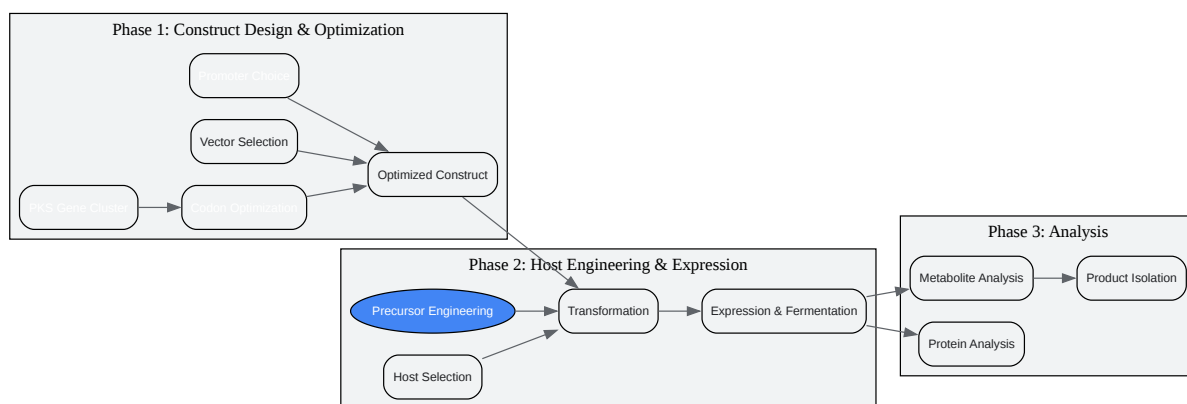 Phase 1: Construct Design & Optimization
Promoter Choice
Vector Selection
Optimized Construct
PKS Gene Cluster
Codon Optimization
Phase 2: Host Engineering & Expression
Precursor Engineering
Transformation
Expression & Fermentation
Host Selection
Phase 3: Analysis
Metabolite Analysis
Product Isolation
Protein Analysis